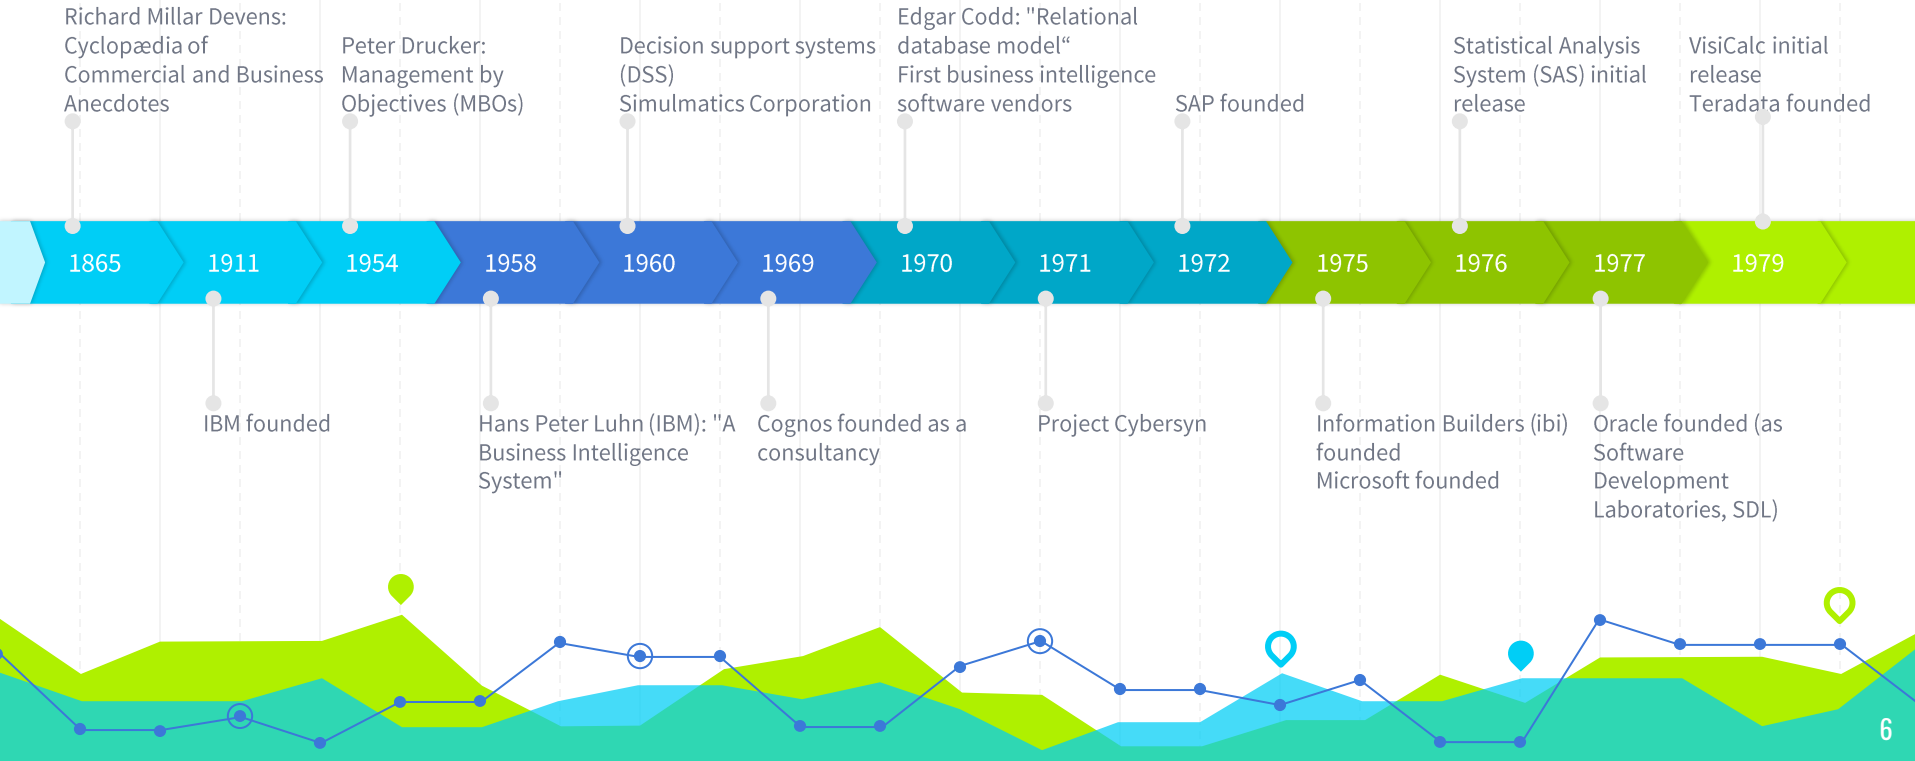 Richard Millar Devens:
Cyclopædia of
Commercial and Business
Anecdotes
Peter Drucker:
Management by
Objectives (MBOs)
Decision support systems
(DSS)
Simulmatics Corporation
Edgar Codd: "Relational
database model“
First business intelligence
software vendors
SAP founded
Statistical Analysis
System (SAS) initial
release
VisiCalc initial
release
Teradata founded
1865
1911
1954
1958
1960
1969
1970
1971
1972
1975
1976
1977
1979
IBM founded
Hans Peter Luhn (IBM): "A
Business Intelligence
System"
Cognos founded as a
consultancy
Project Cybersyn
Information Builders (ibi)
founded
Microsoft founded
Oracle founded (as
Software
Development
Laboratories, SDL)
6